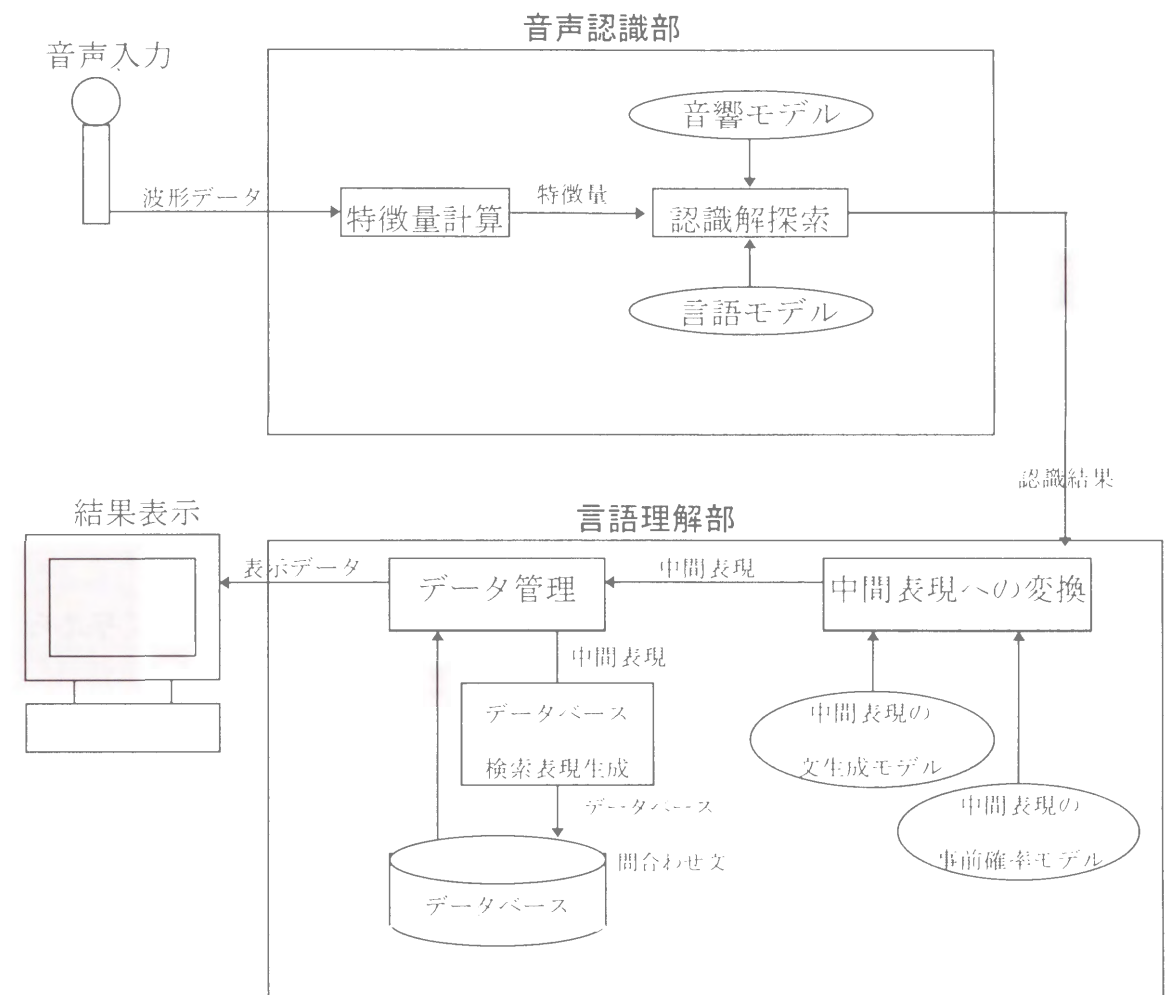 音声認識部
音声入力
音響モデル
波形データ
特徴量計算
特徴量
認識解探索
言語モデル
認識結果
結果表示
言語理解部
表示データ
データ管理
中間表現
中間表現への変換
中間表現
データベース
検索表現生成
中間表現の
文生成モデル
データベース
問合わせ文
中間表現の
事前確率モデル
データベース